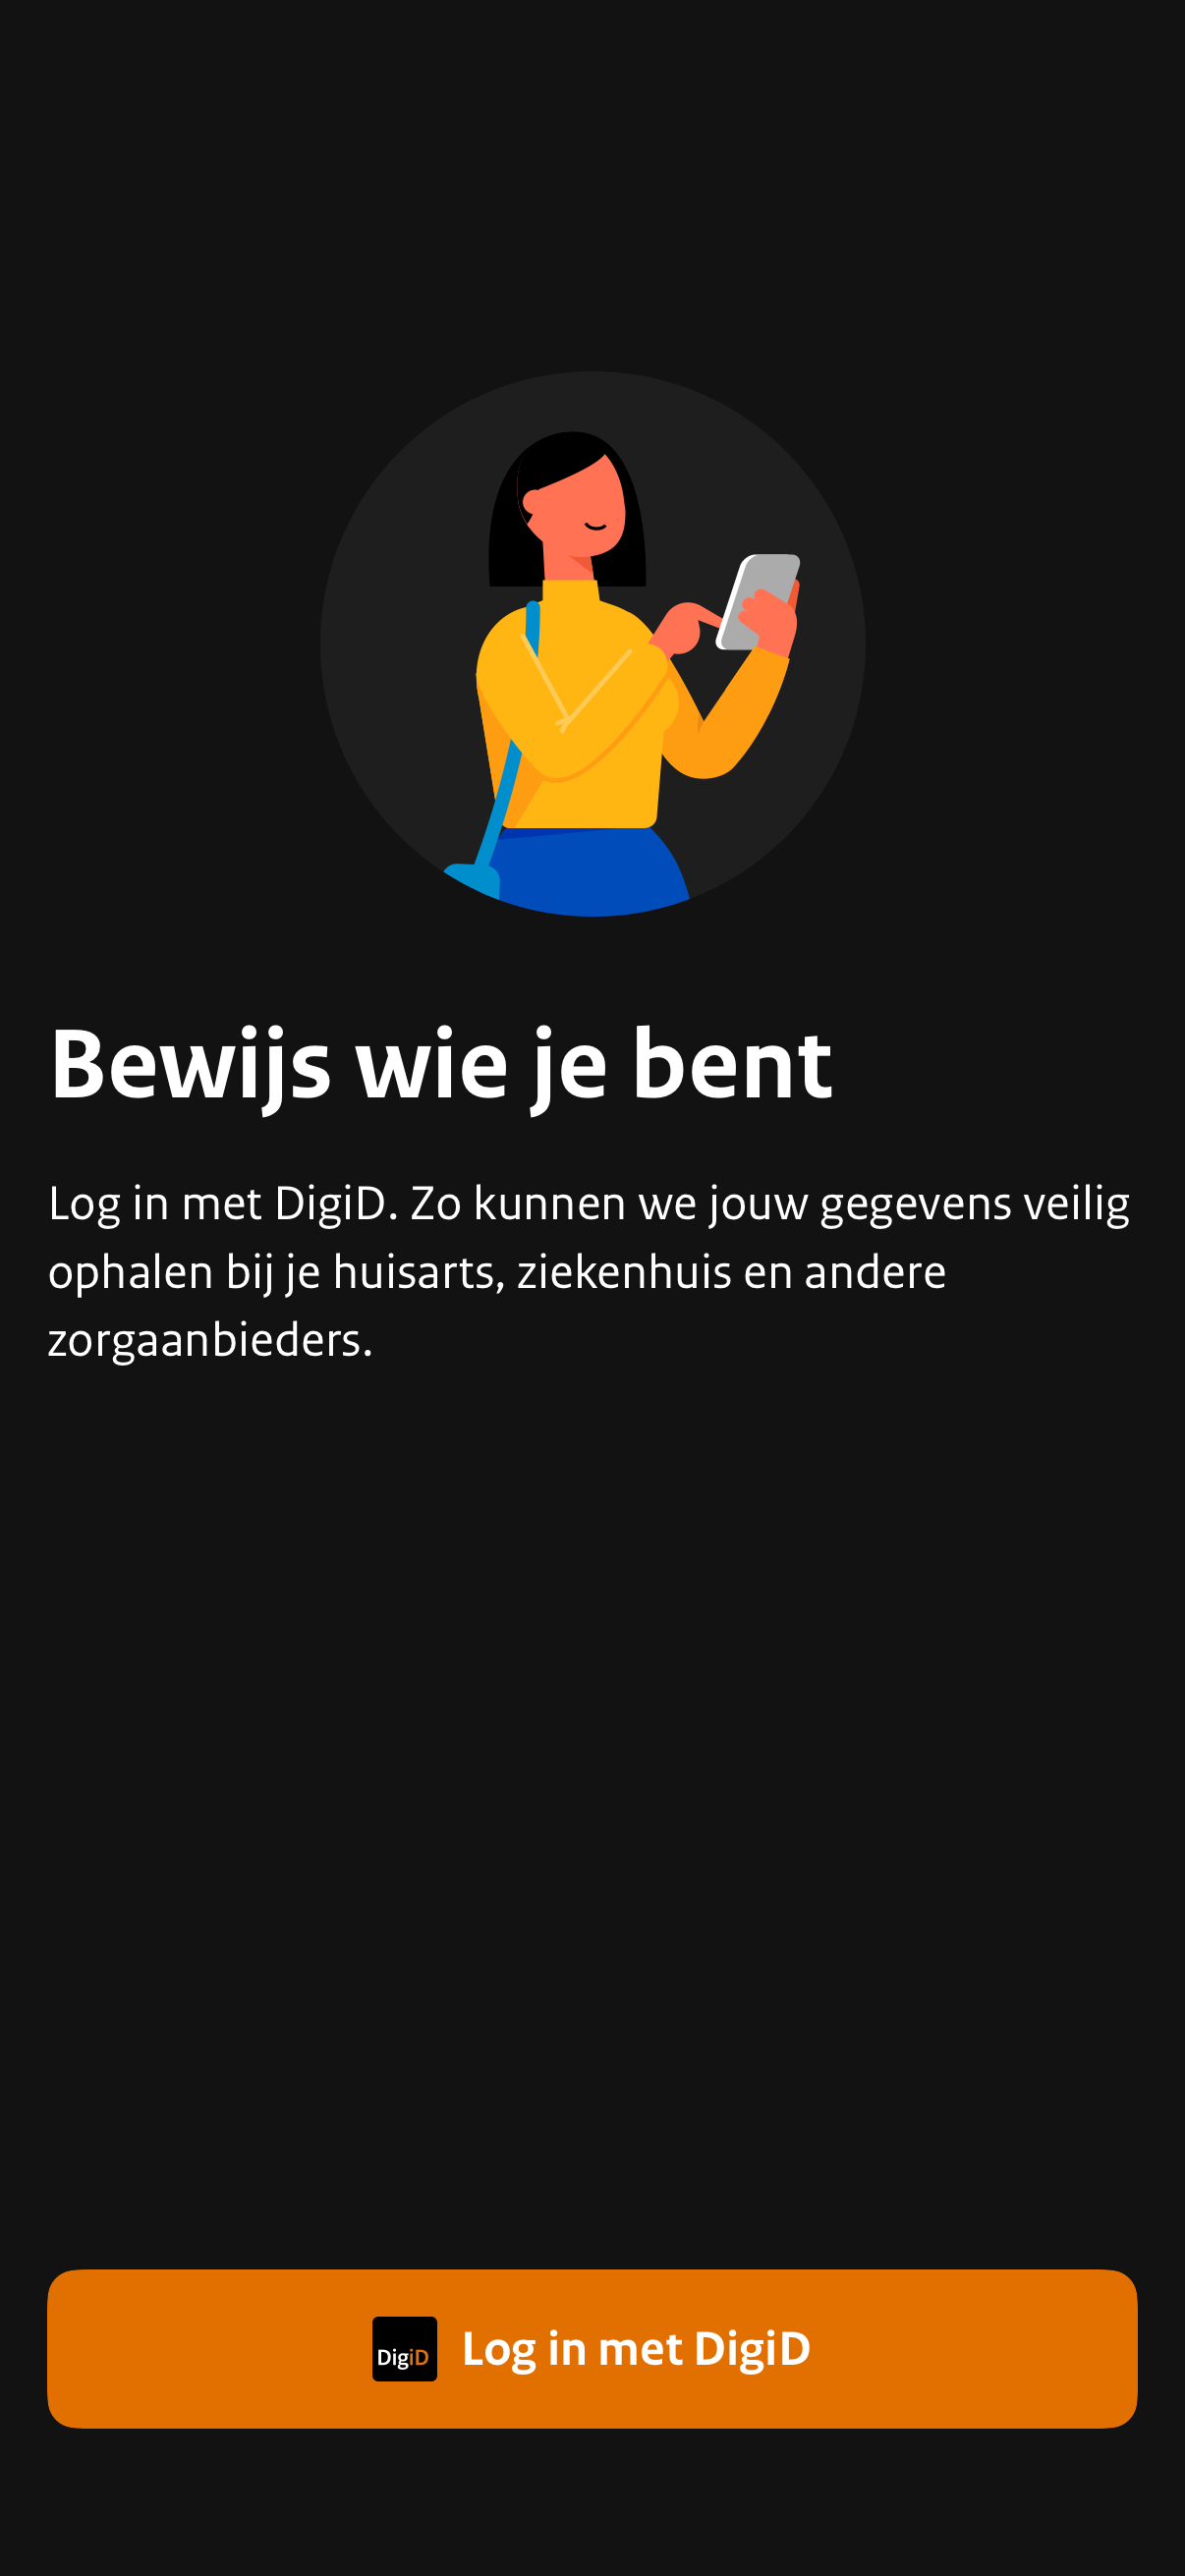 Bewijs wie je bent
Log in met DigiD. Zo kunnen we jouw gegevens veilig
ophalen bij je huisarts, ziekenhuis en andere
zorgaanbieders.
DigiD Log in met DigiD